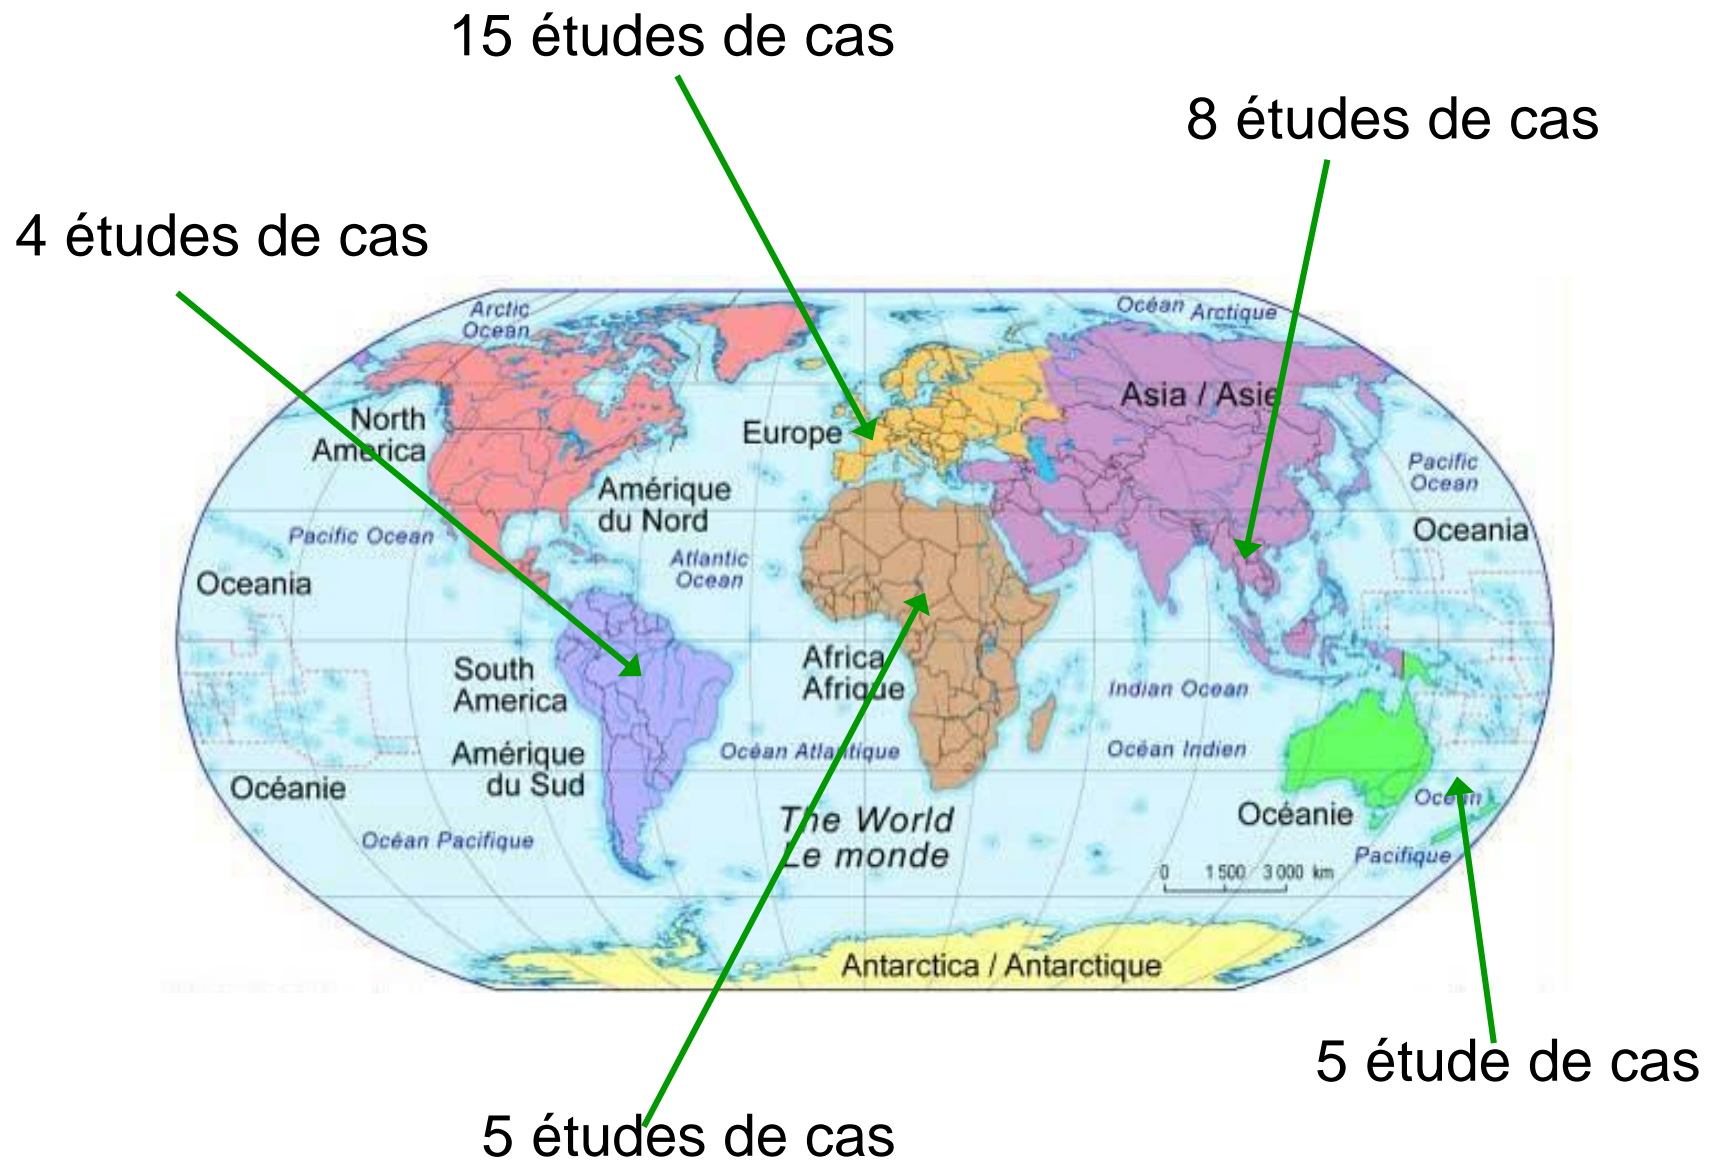 15 études de cas
8 études de cas
4 études de cas
Arctic
Ocean
Océan Arctique
North
America
Asia / Asie
Europe
Pacific
Ocean
Amérique
du Nord
Oceania
Pacific Ocean
Atlantic
Ocean
Oceania
South
America
Africa
Afrique
Indian Ocean
Amérique
du Sud
Océan Atlantique
Océan Indien
Océanie
Océan
Océanie
The World
Le monde
Océan Pacifique
Pacifique
0 1 500 3 000 km
Antarctica / Antarctique
5 étude de cas
5 études de cas